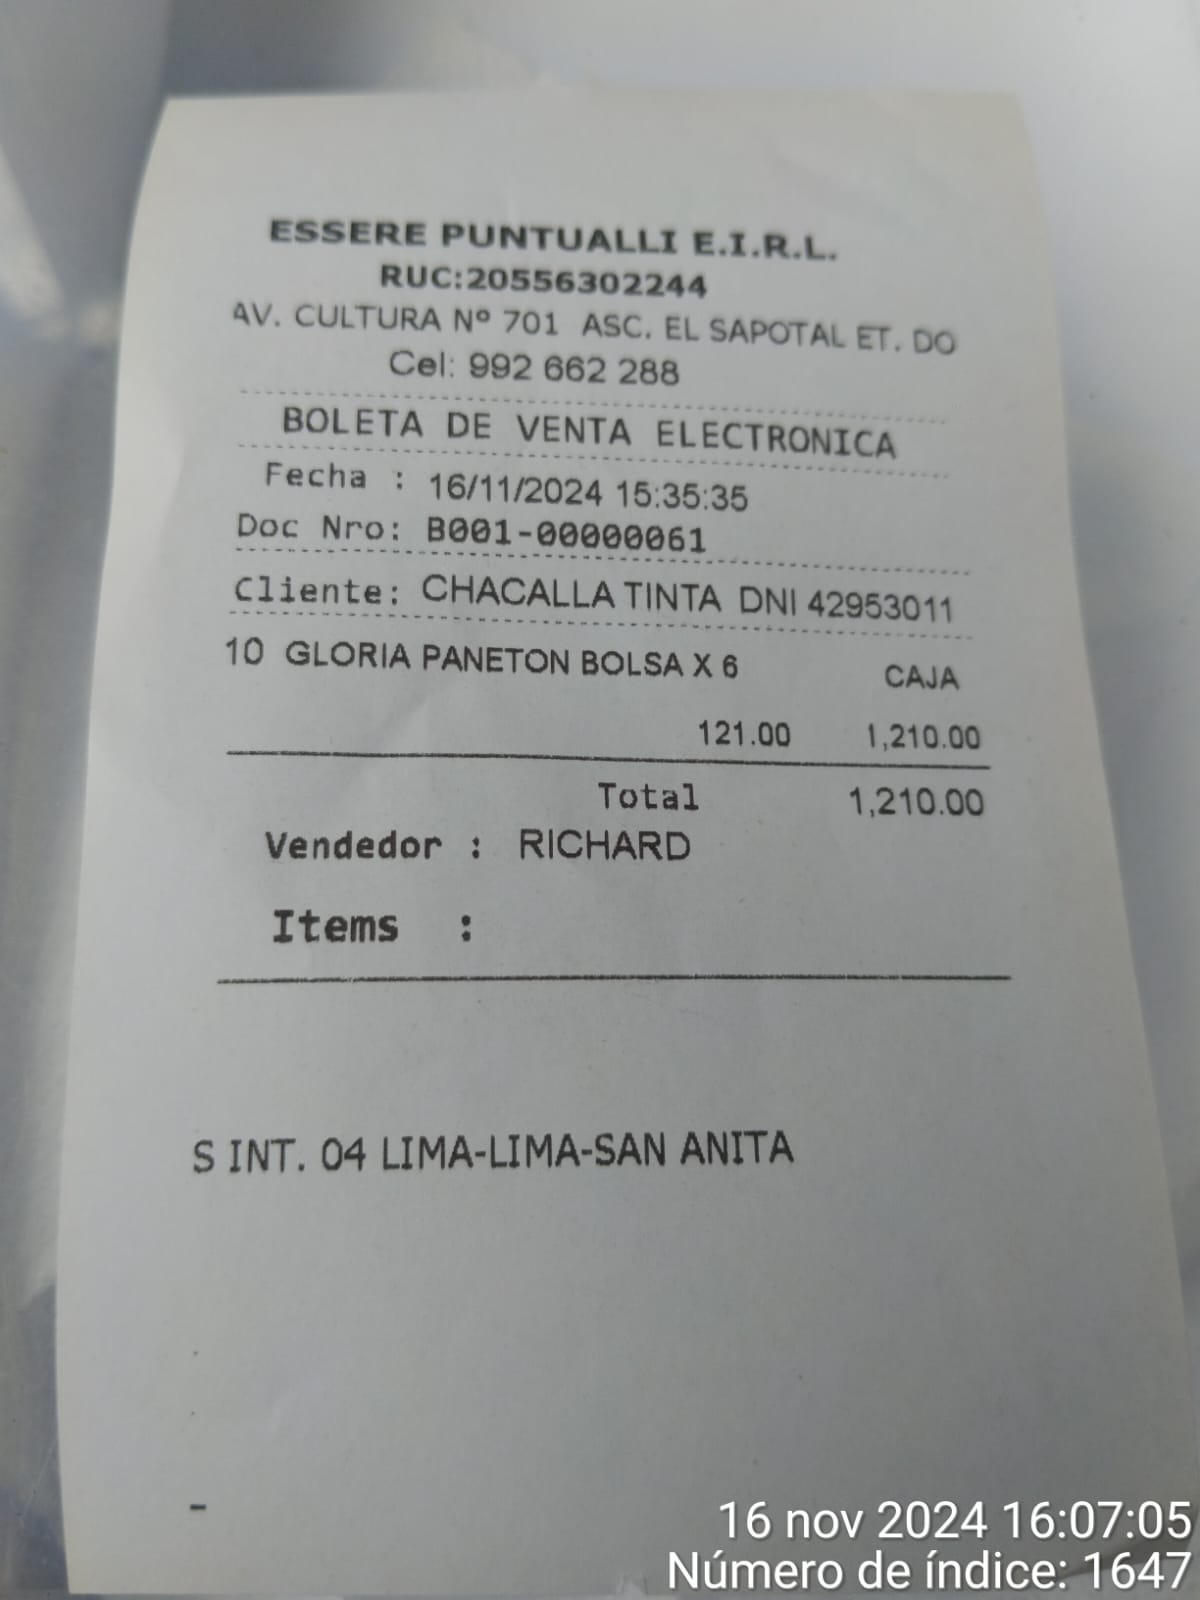 ESSERE PUNTUALLI E.I.R.L.
RUC:20556302244
AV. CULTURA Nº 701 ASC. EL SAPOTAL ET. DO
Cel: 992 662 288
BOLETA DE VENTA ELECTRONICA
Fecha : 16/11/2024 15:35:35
Doc Nro: B001-00000061
Cliente: CHACALLA TINTA DNI 42953011
10 GLORIA PANETON BOLSA X 6 CAJA
121.00 1,210.00
Total 1,210.00
Vendedor : RICHARD
Items :
S INT. 04 LIMA-LIMA-SAN ANITA
-
16 nov 2024 16:07:05
Número de índice: 1647